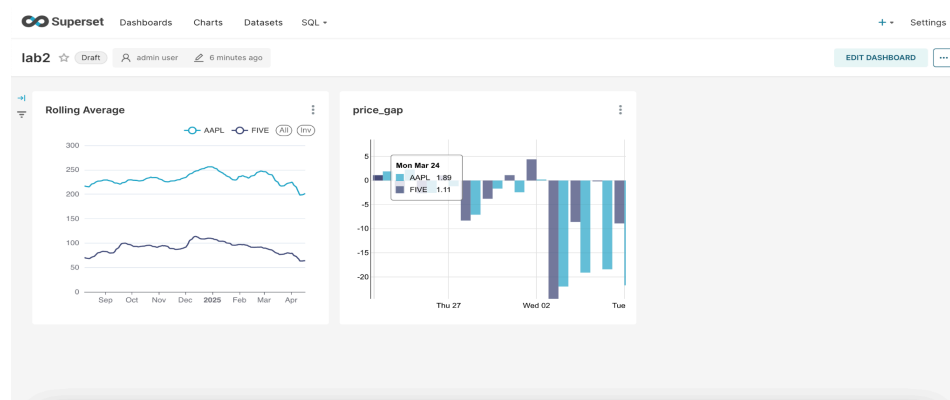 Superset Dashboards Charts Datasets SQL Settings
lab2 Draft admin user 6 minutes ago EDIT DASHBOARD
Rolling Average
AAPL FIVE All Inv
300
250
200
150
100
50
0
Sep Oct Nov Dec 2025 Feb Mar Apr
price_gap
5
0
-5
-10
-15
-20
Mon Mar 24
AAPL 1.89
FIVE 1.11
Thu 27 Wed 02 Tue